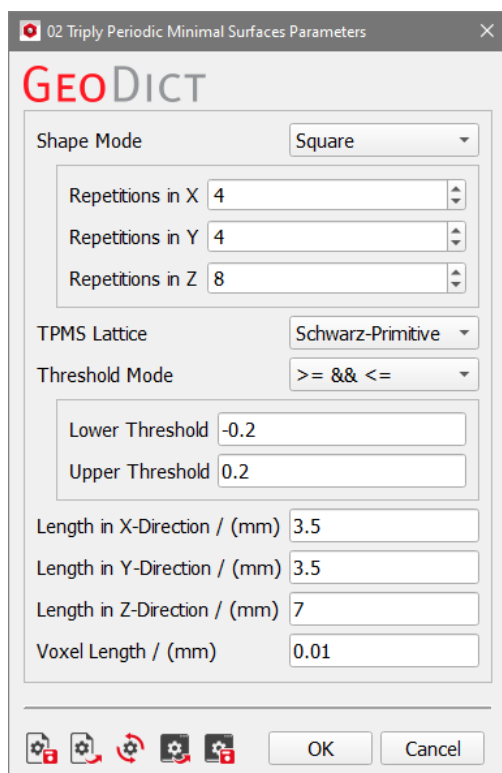 02 Triply Periodic Minimal Surfaces Parameters
GEODICT
Shape Mode Square
Repetitions in X 4
Repetitions in Y 4
Repetitions in Z 8
TPMS Lattice Schwarz-Primitive
Threshold Mode >= && <=
Lower Threshold -0.2
Upper Threshold 0.2
Length in X-Direction / (mm) 3.5
Length in Y-Direction / (mm) 3.5
Length in Z-Direction / (mm) 7
Voxel Length / (mm) 0.01
OK Cancel